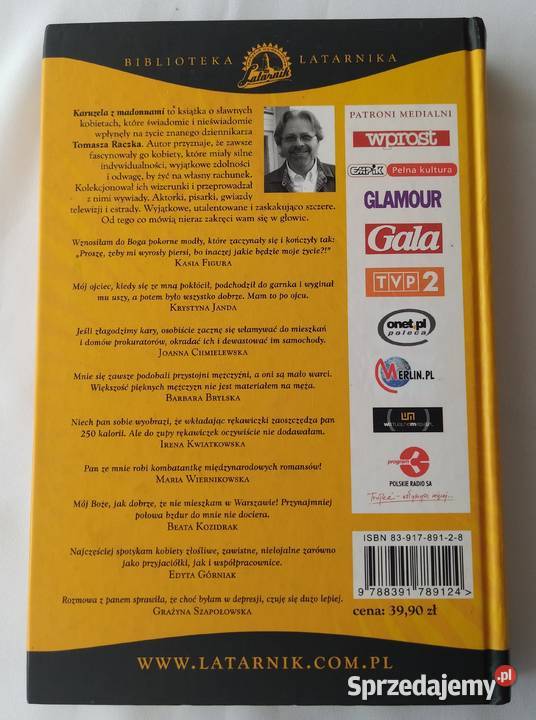 BIBLIOTEKA LATARNIKA
Latarnik
Karuzela z madonnami to książka o sławnych
kobietach, które świadomie i nieświadomie
wpłynęły na życie znanego dziennikarza
Tomasza Raczka. Autor przyznaje, że zawsze
fascynowały go kobiety, które miały silne
indywidualności, wyjątkowe zdolności
i odwagę, by żyć na własny rachunek.
Kolekcjonował ich wizerunki i przeprowadzał
z nimi wywiady. Aktorki, pisarki, gwiazdy
telewizji i estrady. Wyjątkowe, utalentowane i zaskakująco szczere.
Od tego co mówią nieraz zakręci wam się w głowie.
Wznosiłam do Boga pokorne modły, które zaczynały się i kończyły tak:
„Proszę, żeby mi wyrosły piersi, bo inaczej jakie będzie moje życie?!"
KASIA FIGURA
Mój ojciec, kiedy się ze mną pokłócił, podchodził do garnka i wyginał
mu uszy, a potem było wszystko dobrze. Mam to po ojcu.
KRYSTYNA JANDA
Jeśli złagodzimy kary, osobiście zacznę się włamywać do mieszkań
i domów prokuratorów, okradać ich i dewastować im samochody.
JOANNA CHMIELEWSKA
Mnie się zawsze podobali przystojni mężczyźni, a oni są mało warci.
Większość pięknych mężczyzn nie jest materiałem na męża.
BARBARA BRYLSKA
Niech pan sobie wyobrazi, że wkładając rękawiczki zaoszczędza pan
250 kalorii. Ale do zupy rękawiczek oczywiście nie dodawałam.
IRENA KWIATKOWSKA
Pan ze mnie robi kombatantkę międzynarodowych romansów!
MARIA WIERNIKOWSKA
Mój Boże, jak dobrze, że nie mieszkam w Warszawie! Przynajmniej
połowa bzdur do mnie nie dociera.
BEATA KOZIDRAK
Najczęściej spotykam kobiety złośliwe, zawistne, nielojalne zarówno
jako przyjaciółki, jak i współpracownice.
EDYTA GÓRNIAK
Rozmowa z panem sprawiła, że choć byłam w depresji, czuję się dużo lepiej.
GRAŻYNA SZAPOŁOWSKA
PATRONI MEDIALNI
wprost
EMPiK Pełna kultura
GLAMOUR
Gala
TVP 2
onet.pl
poleca
MERLIN.PL
WM
wirtualnemedia.pl
program 3
POLSKIE RADIO SA
"Trójka"
ISBN 83-917-891-2-8
9 788391 789124 >
cena: 39,90 zł
WWW.LATARNIK.COM.PL
Sprzedajemy.pl